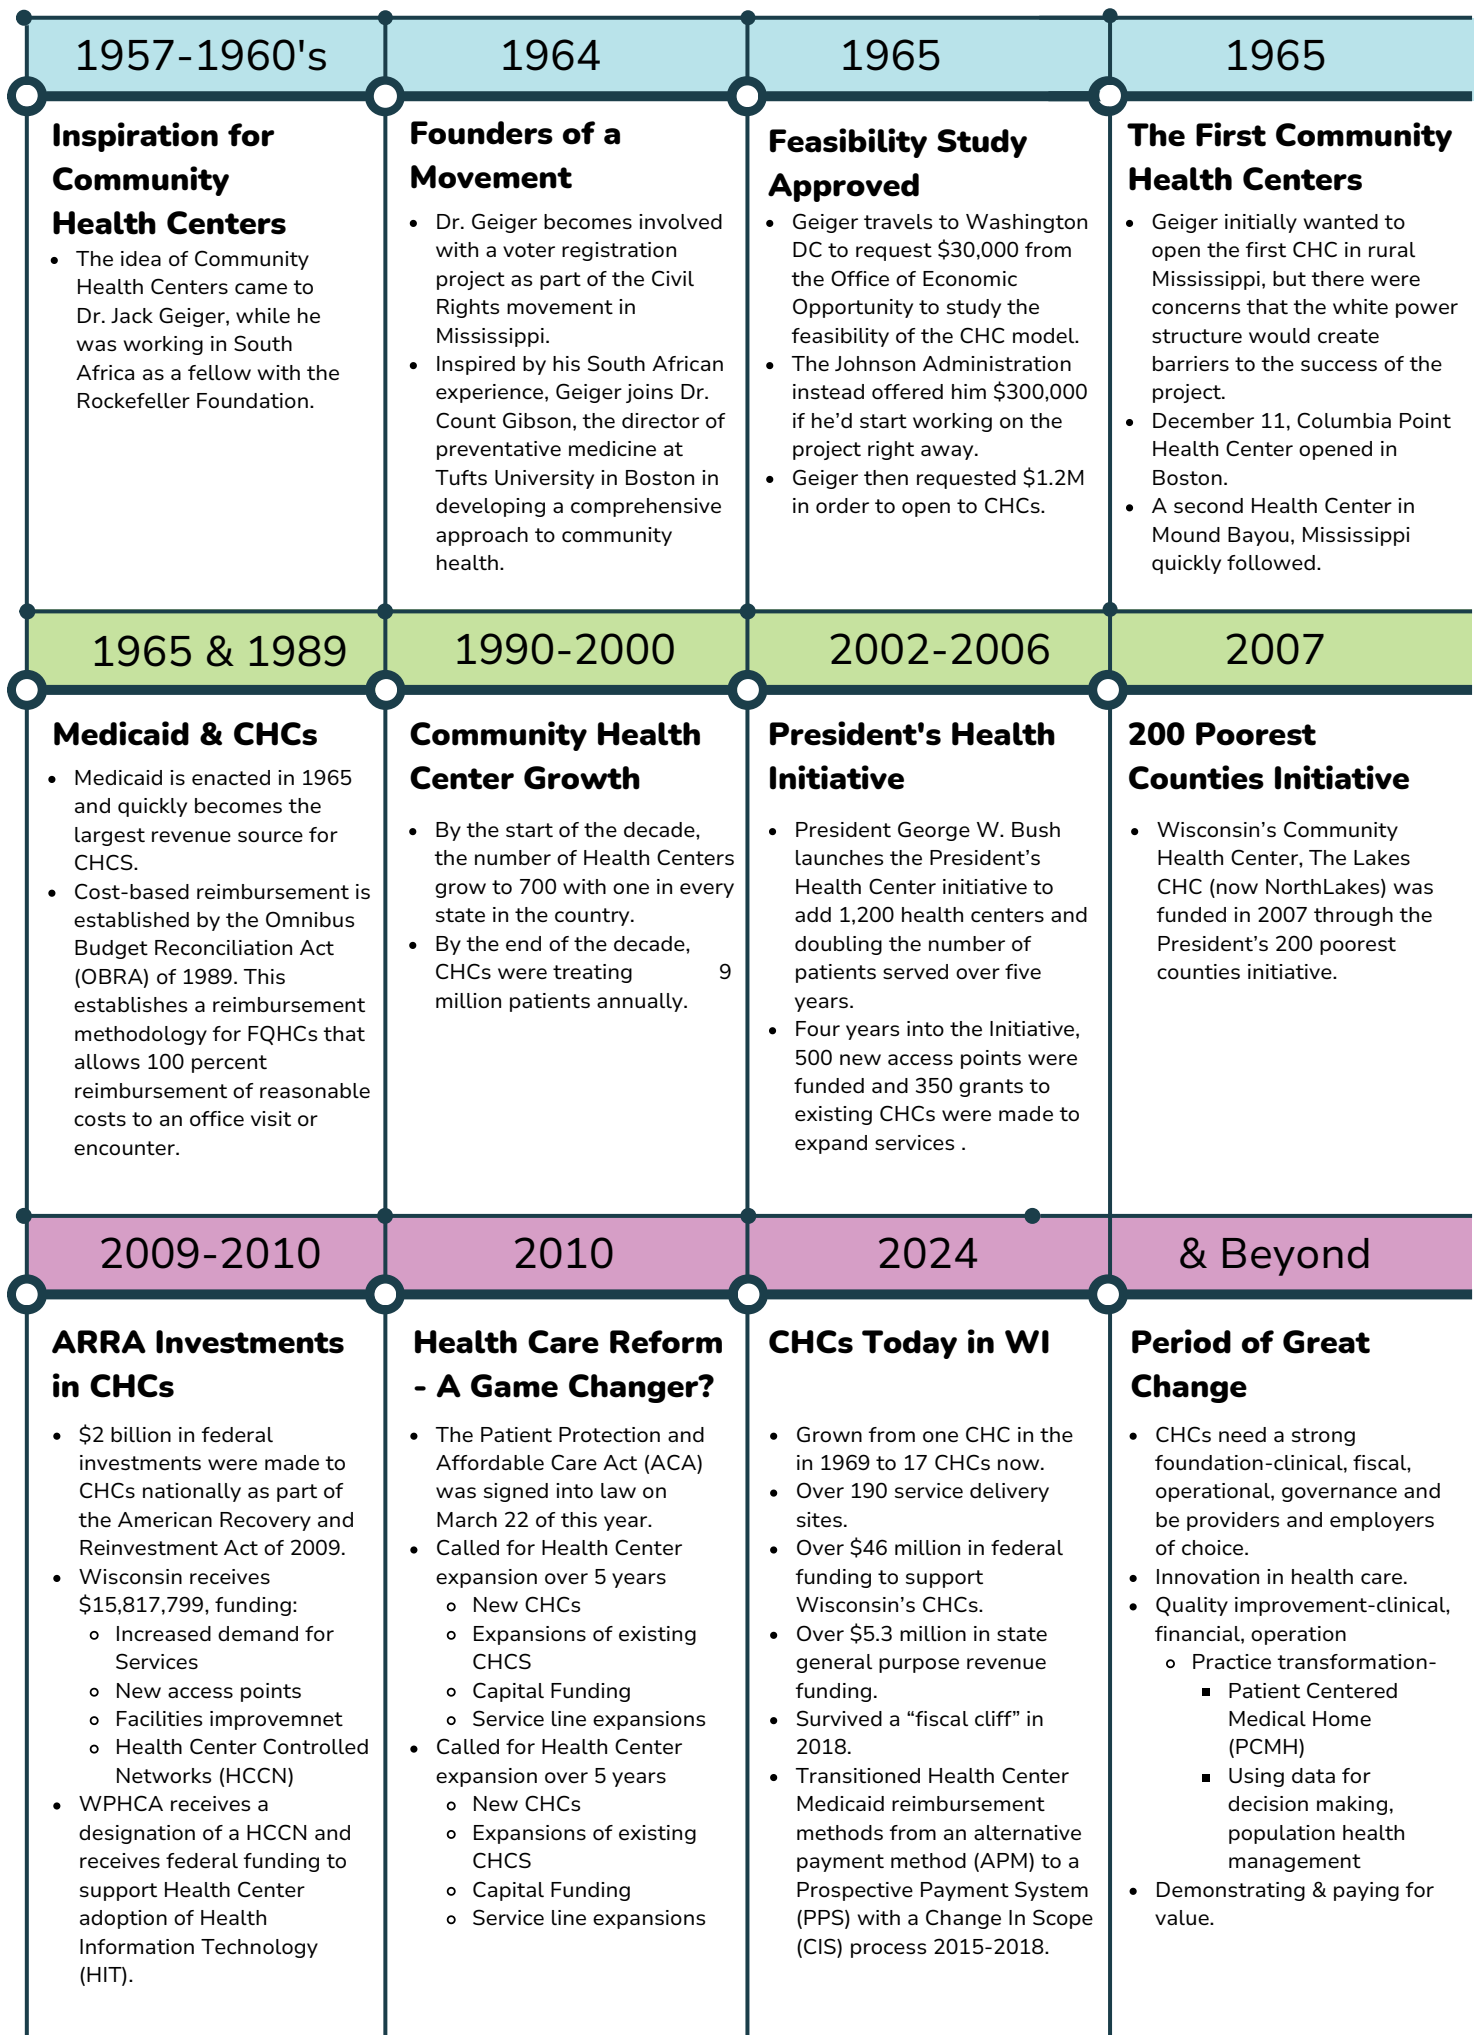 1957-1960's
Inspiration for
Community
Health Centers
• The idea of Community
Health Centers came to
Dr. Jack Geiger, while he
was working in South
Africa as a fellow with the
Rockefeller Foundation.
1964
Founders of a
Movement
• Dr. Geiger becomes involved
with a voter registration
project as part of the Civil
Rights movement in
Mississippi.
• Inspired by his South African
experience, Geiger joins Dr.
Count Gibson, the director of
preventative medicine at
Tufts University in Boston in
developing a comprehensive
approach to community
health.
1965
Feasibility Study
Approved
• Geiger travels to Washington
DC to request $30,000 from
the Office of Economic
Opportunity to study the
feasibility of the CHC model.
• The Johnson Administration
instead offered him $300,000
if he’d start working on the
project right away.
• Geiger then requested $1.2M
in order to open to CHCs.
1965
The First Community
Health Centers
• Geiger initially wanted to
open the first CHC in rural
Mississippi, but there were
concerns that the white power
structure would create
barriers to the success of the
project.
• December 11, Columbia Point
Health Center opened in
Boston.
• A second Health Center in
Mound Bayou, Mississippi
quickly followed.
1965 & 1989
Medicaid & CHCs
• Medicaid is enacted in 1965
and quickly becomes the
largest revenue source for
CHCS.
• Cost-based reimbursement is
established by the Omnibus
Budget Reconciliation Act
(OBRA) of 1989. This
establishes a reimbursement
methodology for FQHCs that
allows 100 percent
reimbursement of reasonable
costs to an office visit or
encounter.
1990-2000
Community Health
Center Growth
• By the start of the decade,
the number of Health Centers
grow to 700 with one in every
state in the country.
• By the end of the decade,
CHCs were treating 9
million patients annually.
2002-2006
President's Health
Initiative
• President George W. Bush
launches the President’s
Health Center initiative to
add 1,200 health centers and
doubling the number of
patients served over five
years.
• Four years into the Initiative,
500 new access points were
funded and 350 grants to
existing CHCs were made to
expand services .
2007
200 Poorest
Counties Initiative
• Wisconsin’s Community
Health Center, The Lakes
CHC (now NorthLakes) was
funded in 2007 through the
President’s 200 poorest
counties initiative.
2009-2010
ARRA Investments
in CHCs
• $2 billion in federal
investments were made to
CHCs nationally as part of
the American Recovery and
Reinvestment Act of 2009.
• Wisconsin receives
$15,817,799, funding:
◦ Increased demand for
Services
◦ New access points
◦ Facilities improvemnet
◦ Health Center Controlled
Networks (HCCN)
• WPHCA receives a
designation of a HCCN and
receives federal funding to
support Health Center
adoption of Health
Information Technology
(HIT).
2010
Health Care Reform
- A Game Changer?
• The Patient Protection and
Affordable Care Act (ACA)
was signed into law on
March 22 of this year.
• Called for Health Center
expansion over 5 years
◦ New CHCs
◦ Expansions of existing
CHCS
◦ Capital Funding
◦ Service line expansions
• Called for Health Center
expansion over 5 years
◦ New CHCs
◦ Expansions of existing
CHCS
◦ Capital Funding
◦ Service line expansions
2024
CHCs Today in WI
• Grown from one CHC in the
in 1969 to 17 CHCs now.
• Over 190 service delivery
sites.
• Over $46 million in federal
funding to support
Wisconsin’s CHCs.
• Over $5.3 million in state
general purpose revenue
funding.
• Survived a “fiscal cliff” in
2018.
• Transitioned Health Center
Medicaid reimbursement
methods from an alternative
payment method (APM) to a
Prospective Payment System
(PPS) with a Change In Scope
(CIS) process 2015-2018.
& Beyond
Period of Great
Change
• CHCs need a strong
foundation-clinical, fiscal,
operational, governance and
be providers and employers
of choice.
• Innovation in health care.
• Quality improvement-clinical,
financial, operation
◦ Practice transformation-
▪ Patient Centered
Medical Home
(PCMH)
▪ Using data for
decision making,
population health
management
• Demonstrating & paying for
value.